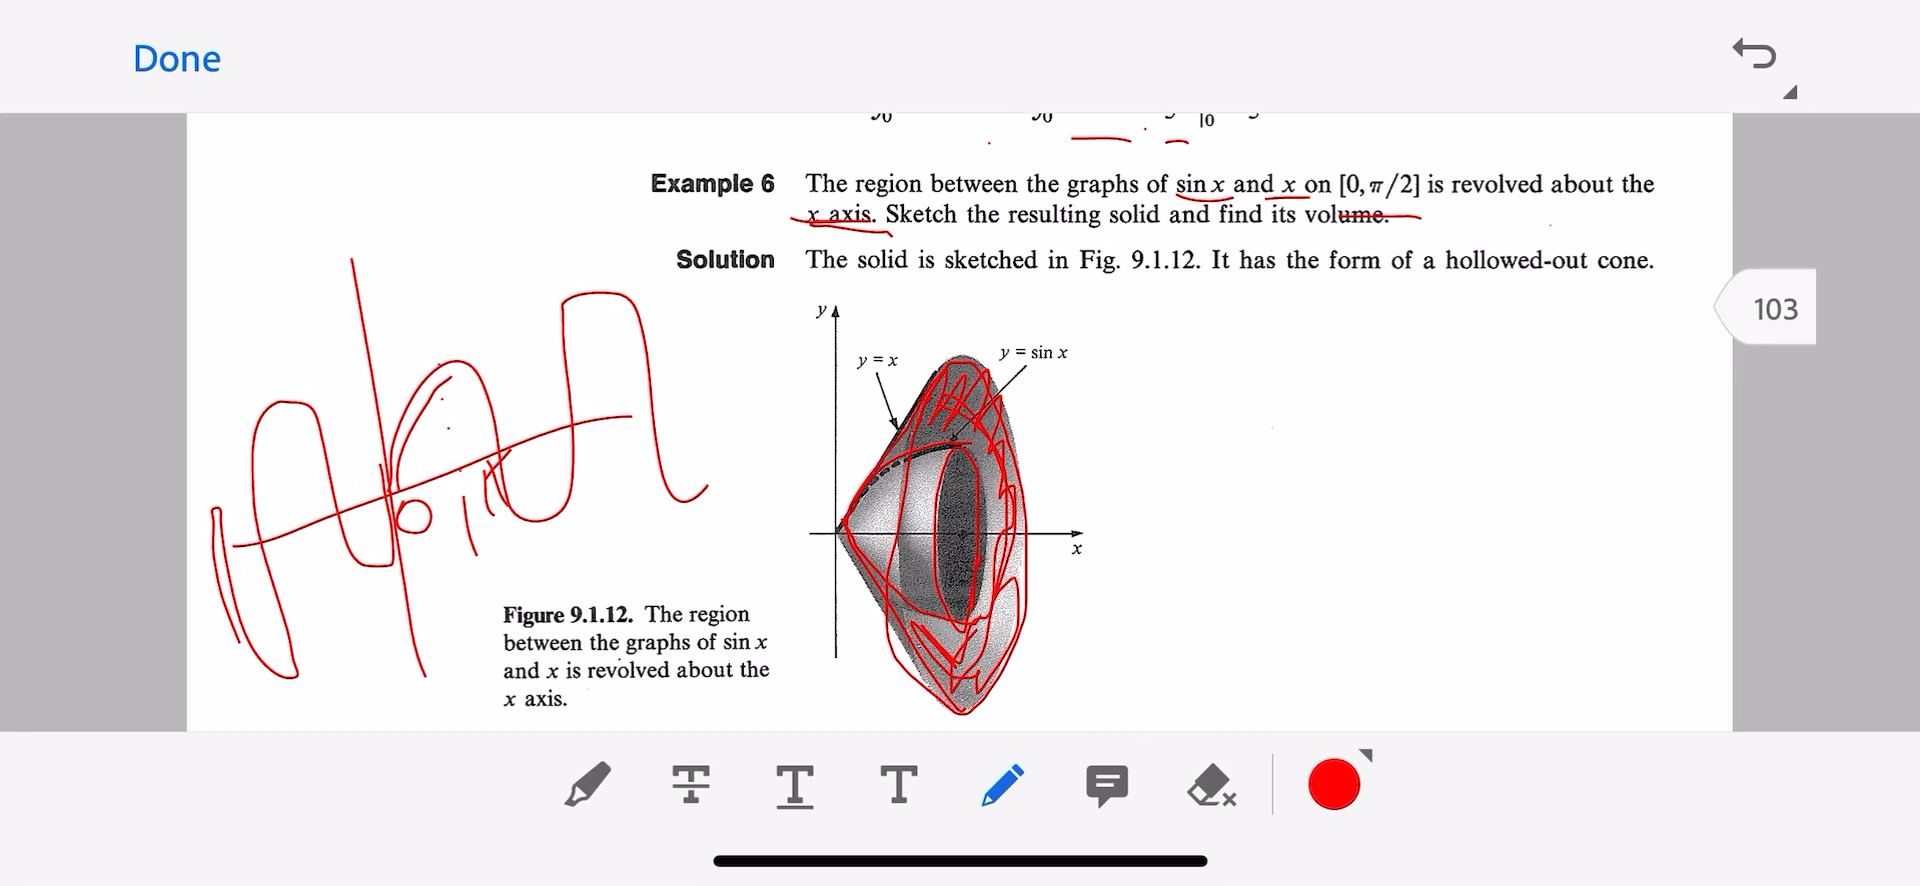 Done
Example 6 The region between the graphs of sin x and x on [0, π/2] is revolved about the
x axis. Sketch the resulting solid and find its volume.
Solution The solid is sketched in Fig. 9.1.12. It has the form of a hollowed-out cone.
103
y
y = x
y = sin x
x
Figure 9.1.12. The region
between the graphs of sin x
and x is revolved about the
x axis.
T
T
T